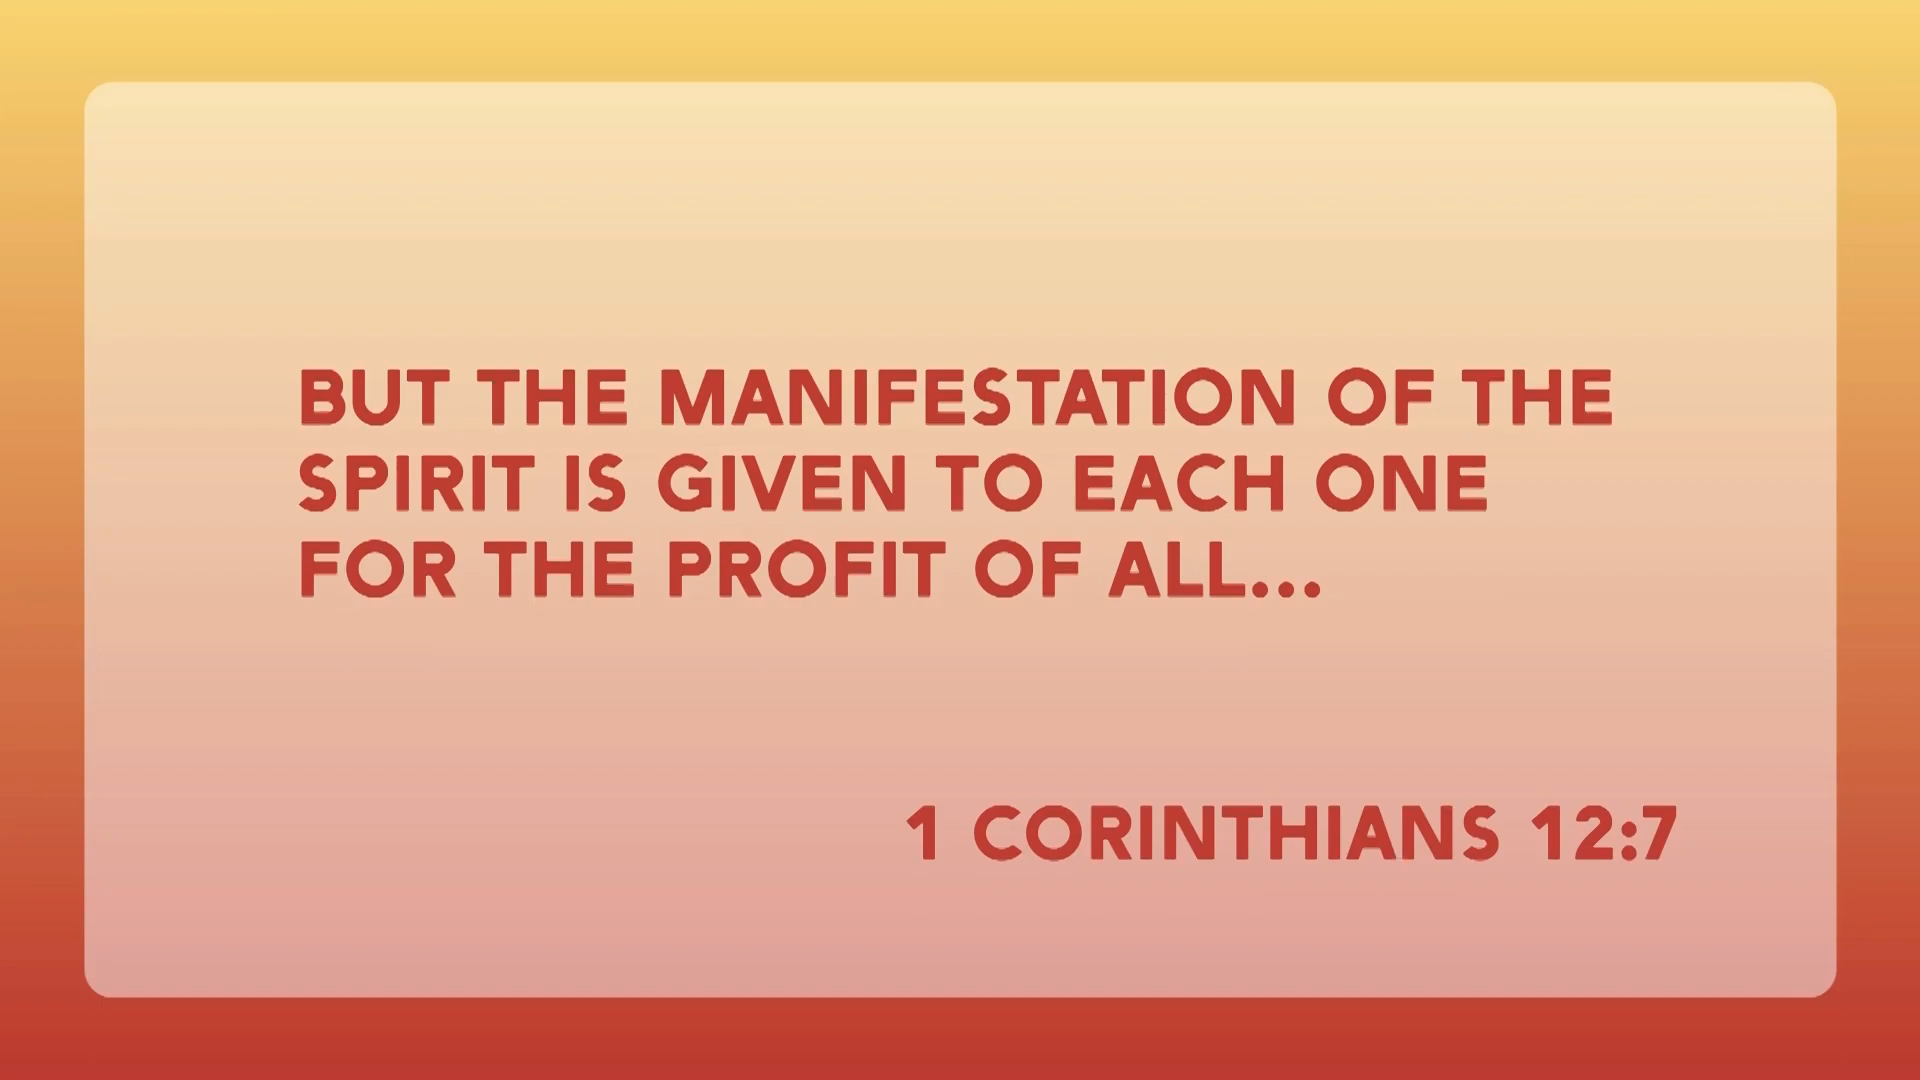 BUT THE MANIFESTATION OF THE
SPIRIT IS GIVEN TO EACH ONE
FOR THE PROFIT OF ALL...
1 CORINTHIANS 12:7